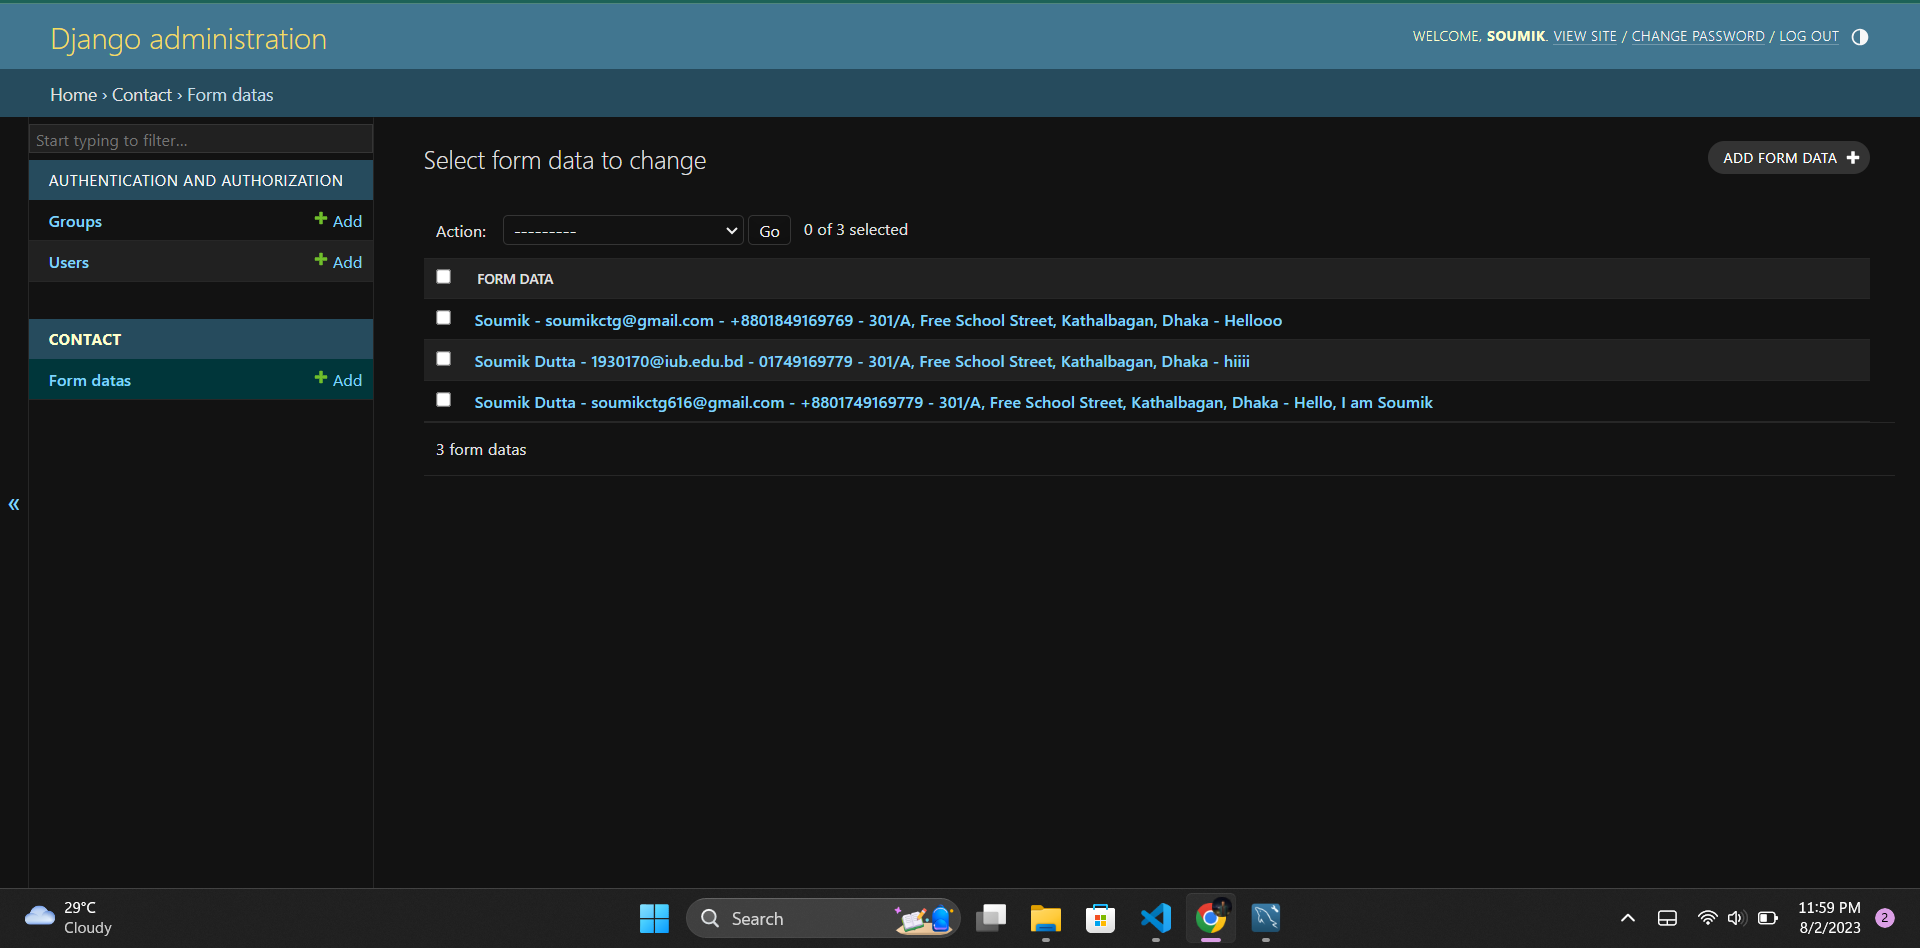 Django administration
WELCOME, SOUMIK. VIEW SITE / CHANGE PASSWORD / LOG OUT
Home › Contact › Form datas
Start typing to filter...
AUTHENTICATION AND AUTHORIZATION
Groups + Add
Users + Add
CONTACT
Form datas + Add
«
Select form data to change
ADD FORM DATA +
Action: --------- Go 0 of 3 selected
FORM DATA
Soumik - soumikctg@gmail.com - +8801849169769 - 301/A, Free School Street, Kathalbagan, Dhaka - Hellooo
Soumik Dutta - 1930170@iub.edu.bd - 01749169779 - 301/A, Free School Street, Kathalbagan, Dhaka - hiiii
Soumik Dutta - soumikctg616@gmail.com - +8801749169779 - 301/A, Free School Street, Kathalbagan, Dhaka - Hello, I am Soumik
3 form datas
29°C
Cloudy
Search
11:59 PM
8/2/2023
2